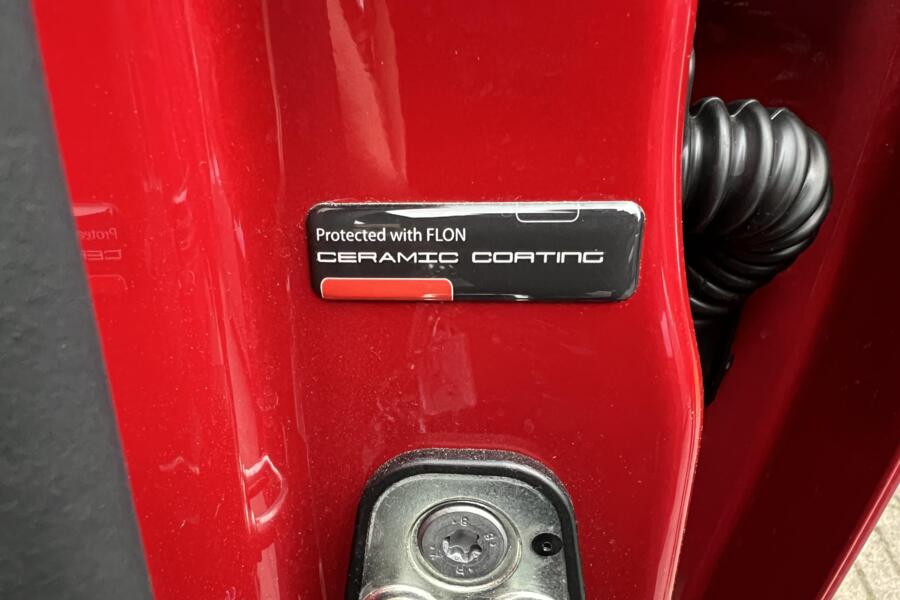 Protected with FLON
CERAMIC COATING